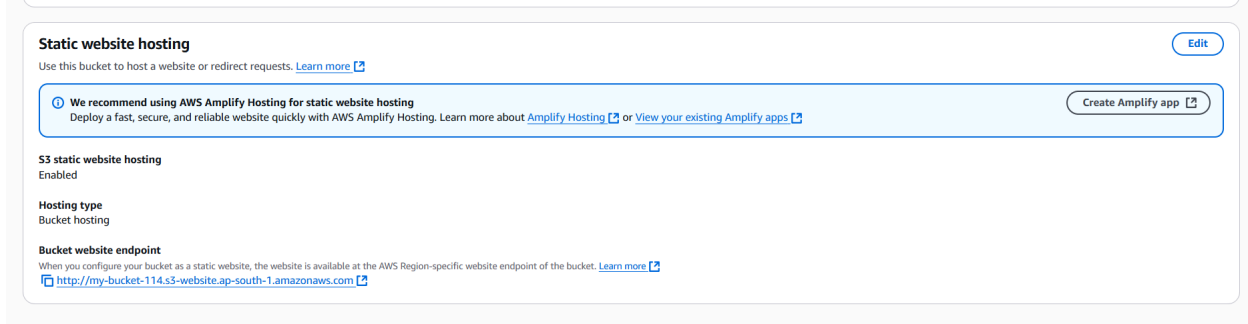 Static website hosting
Edit
Use this bucket to host a website or redirect requests. Learn more
We recommend using AWS Amplify Hosting for static website hosting
Create Amplify app
Deploy a fast, secure, and reliable website quickly with AWS Amplify Hosting. Learn more about Amplify Hosting or View your existing Amplify apps
S3 static website hosting
Enabled
Hosting type
Bucket hosting
Bucket website endpoint
When you configure your bucket as a static website, the website is available at the AWS Region-specific website endpoint of the bucket. Learn more
http://my-bucket-114.s3-website.ap-south-1.amazonaws.com